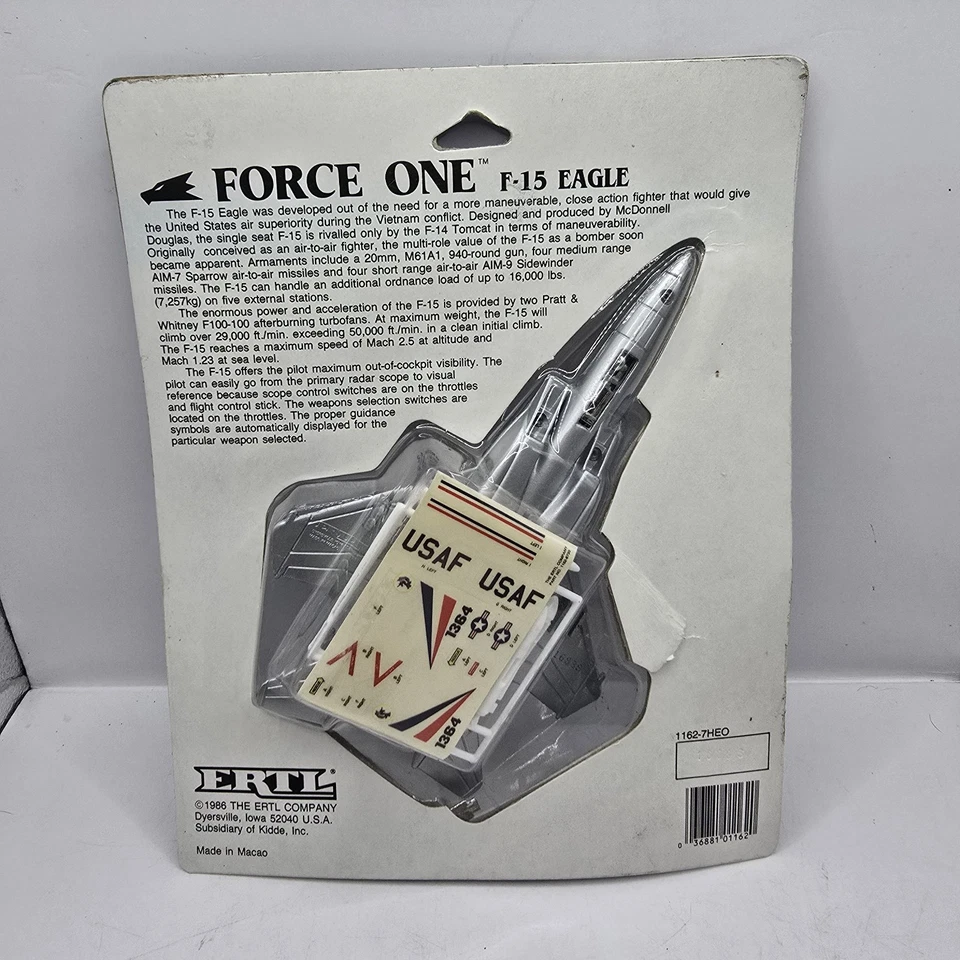 FORCE ONE™ F-15 EAGLE
The F-15 Eagle was developed out of the need for a more maneuverable, close action fighter that would give
the United States air superiority during the Vietnam conflict. Designed and produced by McDonnell
Douglas, the single seat F-15 is rivalled only by the F-14 Tomcat in terms of maneuverability.
Originally conceived as an air-to-air fighter, the multi-role value of the F-15 as a bomber soon
became apparent. Armaments include a 20mm, M61A1, 940-round gun, four medium range
AIM-7 Sparrow air-to-air missiles and four short range air-to-air AIM-9 Sidewinder
missiles. The F-15 can handle an additional ordnance load of up to 16,000 lbs.
(7,257kg) on five external stations.
The enormous power and acceleration of the F-15 is provided by two Pratt &
Whitney F100-100 afterburning turbofans. At maximum weight, the F-15 will
climb over 29,000 ft./min. exceeding 50,000 ft./min. in a clean initial climb.
The F-15 reaches a maximum speed of Mach 2.5 at altitude and
Mach 1.23 at sea level.
The F-15 offers the pilot maximum out-of-cockpit visibility. The
pilot can easily go from the primary radar scope to visual
reference because scope control switches are on the throttles
and flight control stick. The weapons selection switches are
located on the throttles. The proper guidance
symbols are automatically displayed for the
particular weapon selected.
USAF
USAF
1364
1364
1162-7HEO
0 36881 01162
ERTL®
©1986 THE ERTL COMPANY
Dyersville, Iowa 52040 U.S.A.
Subsidiary of Kidde, Inc.
Made in Macao